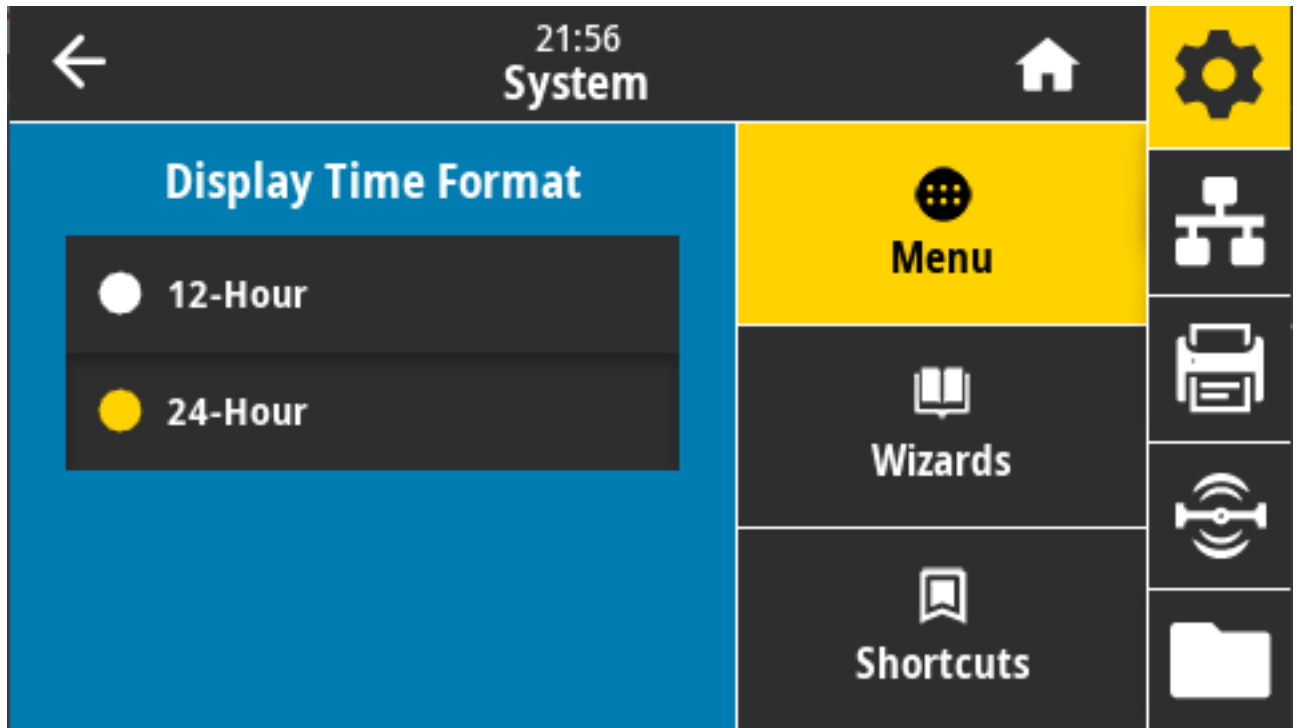 21:56
System
Display Time Format
12-Hour
24-Hour
Menu
Wizards
Shortcuts